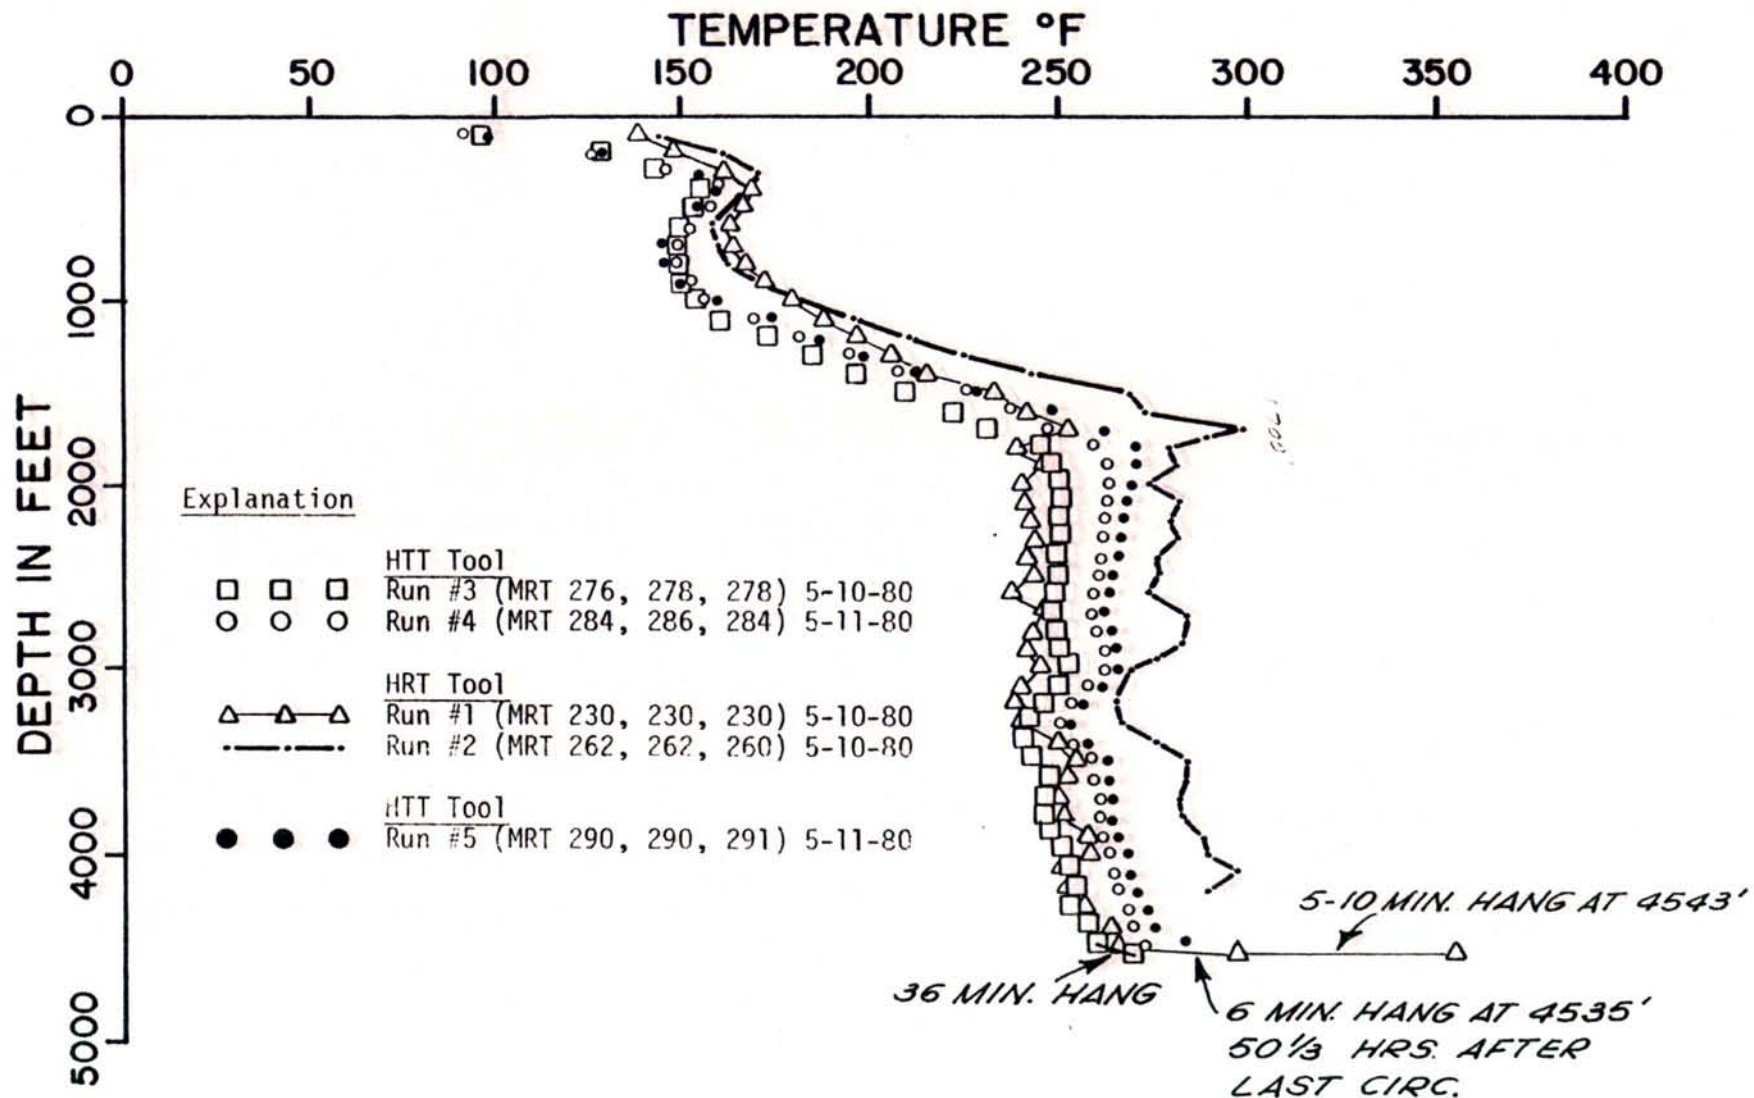 TEMPERATURE °F
0 50 100 150 200 250 300 350 400
DEPTH IN FEET
0
1000
2000
3000
4000
5000
Explanation
HTT Tool
Run #3 (MRT 276, 278, 278) 5-10-80
Run #4 (MRT 284, 286, 284) 5-11-80
HRT Tool
Run #1 (MRT 230, 230, 230) 5-10-80
Run #2 (MRT 262, 262, 260) 5-10-80
HTT Tool
Run #5 (MRT 290, 290, 291) 5-11-80
5-10 MIN. HANG AT 4543'
36 MIN. HANG
6 MIN. HANG AT 4535'
50 1/3 HRS. AFTER
LAST CIRC.